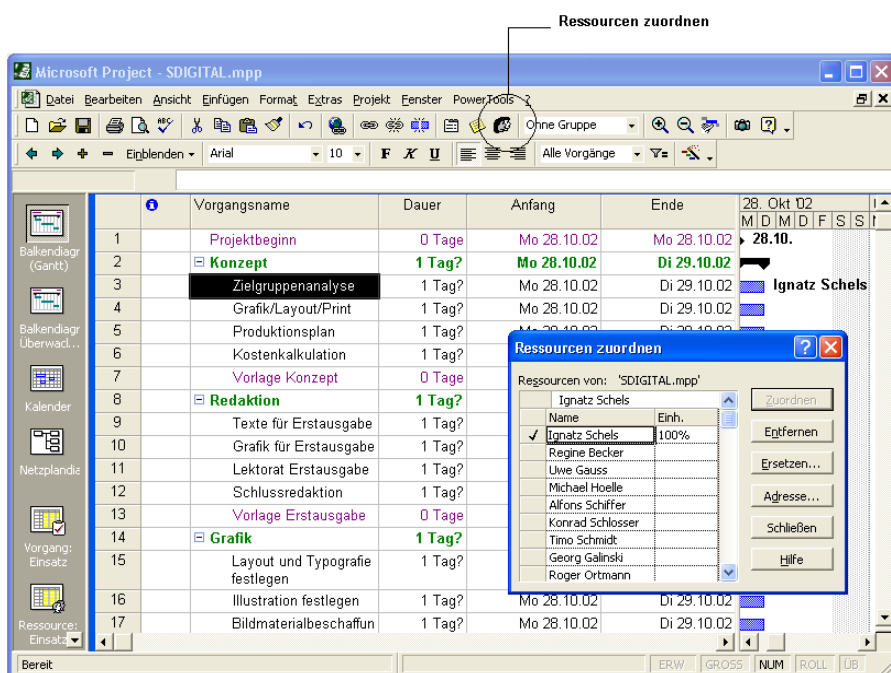 Ressourcen zuordnen
Microsoft Project - SDIGITAL.mpp
Datei Bearbeiten Ansicht Einfügen Format Extras Projekt Fenster PowerTools ?
Ohne Gruppe
Einblenden Arial 10 F K U Alle Vorgänge
Vorgangsname Dauer Anfang Ende 28. Okt '02
M D M D F S S
1 Projektbeginn 0 Tage Mo 28.10.02 Mo 28.10.02 28.10.
2 Konzept 1 Tag? Mo 28.10.02 Di 29.10.02
3 Zielgruppenanalyse 1 Tag? Mo 28.10.02 Di 29.10.02 Ignatz Schels
4 Grafik/Layout/Print 1 Tag? Mo 28.10.02 Di 29.10.02
5 Produktionsplan 1 Tag? Mo 28.10.02 Di 29.10.02
6 Kostenkalkulation 1 Tag?
7 Vorlage Konzept 0 Tage
8 Redaktion 1 Tag?
9 Texte für Erstausgabe 1 Tag?
10 Grafik für Erstausgabe 1 Tag?
11 Lektorat Erstausgabe 1 Tag?
12 Schlussredaktion 1 Tag?
13 Vorlage Erstausgabe 0 Tage
14 Grafik 1 Tag?
15 Layout und Typografie 1 Tag?
festlegen
16 Illustration festlegen 1 Tag? Mo 28.10.02 Di 29.10.02
17 Bildmaterialbeschaffun 1 Tag? Mo 28.10.02 Di 29.10.02
Balkendiagr
(Gantt)
Balkendiagr
Überwacl...
Kalender
Netzplandia
Vorgang:
Einsatz
Ressource:
Einsatz
Ressourcen zuordnen
Ressourcen von: 'SDIGITAL.mpp'
Ignatz Schels
Name Einh.
Ignatz Schels 100%
Regine Becker
Uwe Gauss
Michael Hoelle
Alfons Schiffer
Konrad Schlosser
Timo Schmidt
Georg Galinski
Roger Ortmann
Zuordnen
Entfernen
Ersetzen...
Adresse...
Schließen
Hilfe
Bereit ERW GROSS NUM ROLL ÜB